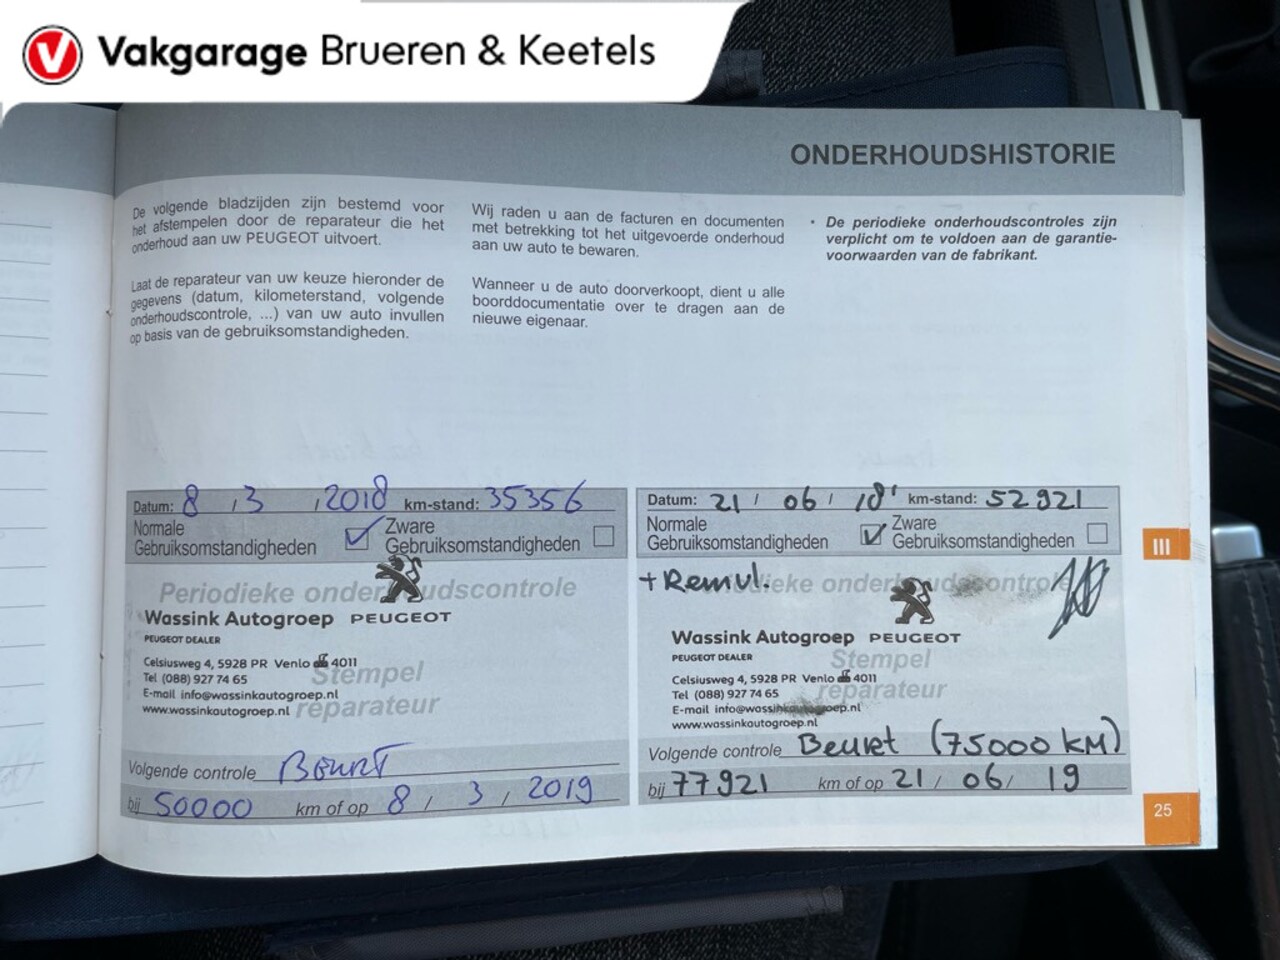 Vakgarage Brueren & Keetels
ONDERHOUDSHISTORIE
De volgende bladzijden zijn bestemd voor
het afstempelen door de reparateur die het
onderhoud aan uw PEUGEOT uitvoert.
Laat de reparateur van uw keuze hieronder de
gegevens (datum, kilometerstand, volgende
onderhoudscontrole, ...) van uw auto invullen
op basis van de gebruiksomstandigheden.
Wij raden u aan de facturen en documenten
met betrekking tot het uitgevoerde onderhoud
aan uw auto te bewaren.
Wanneer u de auto doorverkoopt, dient u alle
boorddocumentatie over te dragen aan de
nieuwe eigenaar.
• De periodieke onderhoudscontroles zijn
verplicht om te voldoen aan de garantie-
voorwaarden van de fabrikant.
Datum: 8 / 3 / 2018 km-stand: 35356
Normale Gebruiksomstandigheden Zware Gebruiksomstandigheden
Periodieke onderhoudscontrole
Wassink Autogroep PEUGEOT
PEUGEOT DEALER
Celsiusweg 4, 5928 PR Venlo 4011
Tel (088) 927 74 65
E-mail info@wassinkautogroep.nl
www.wassinkautogroep.nl
Stempel
reparateur
Volgende controle Beurt
bij 50000 km of op 8 / 3 / 2019
Datum: 21 / 06 / 18' km-stand: 52921
Normale Gebruiksomstandigheden Zware Gebruiksomstandigheden
+ Remvl.
Periodieke onderhoudscontrole
Wassink Autogroep PEUGEOT
PEUGEOT DEALER
Celsiusweg 4, 5928 PR Venlo 4011
Tel (088) 927 74 65
E-mail info@wassinkautogroep.nl
www.wassinkautogroep.nl
Stempel
reparateur
Volgende controle Beurt (75000 KM)
bij 77921 km of op 21 / 06 / 19
III
25